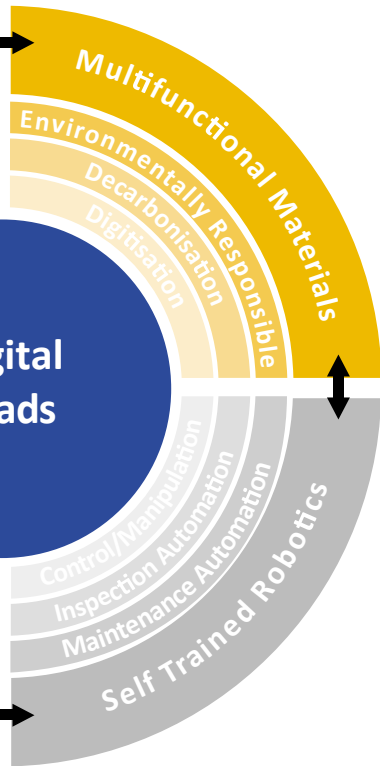 Multifunctional Materials
Environmentally Responsible
Decarbonisation
Digitisation
gital
ads
Control/Manipulation
Inspection Automation
Maintenance Automation
Self Trained Robotics